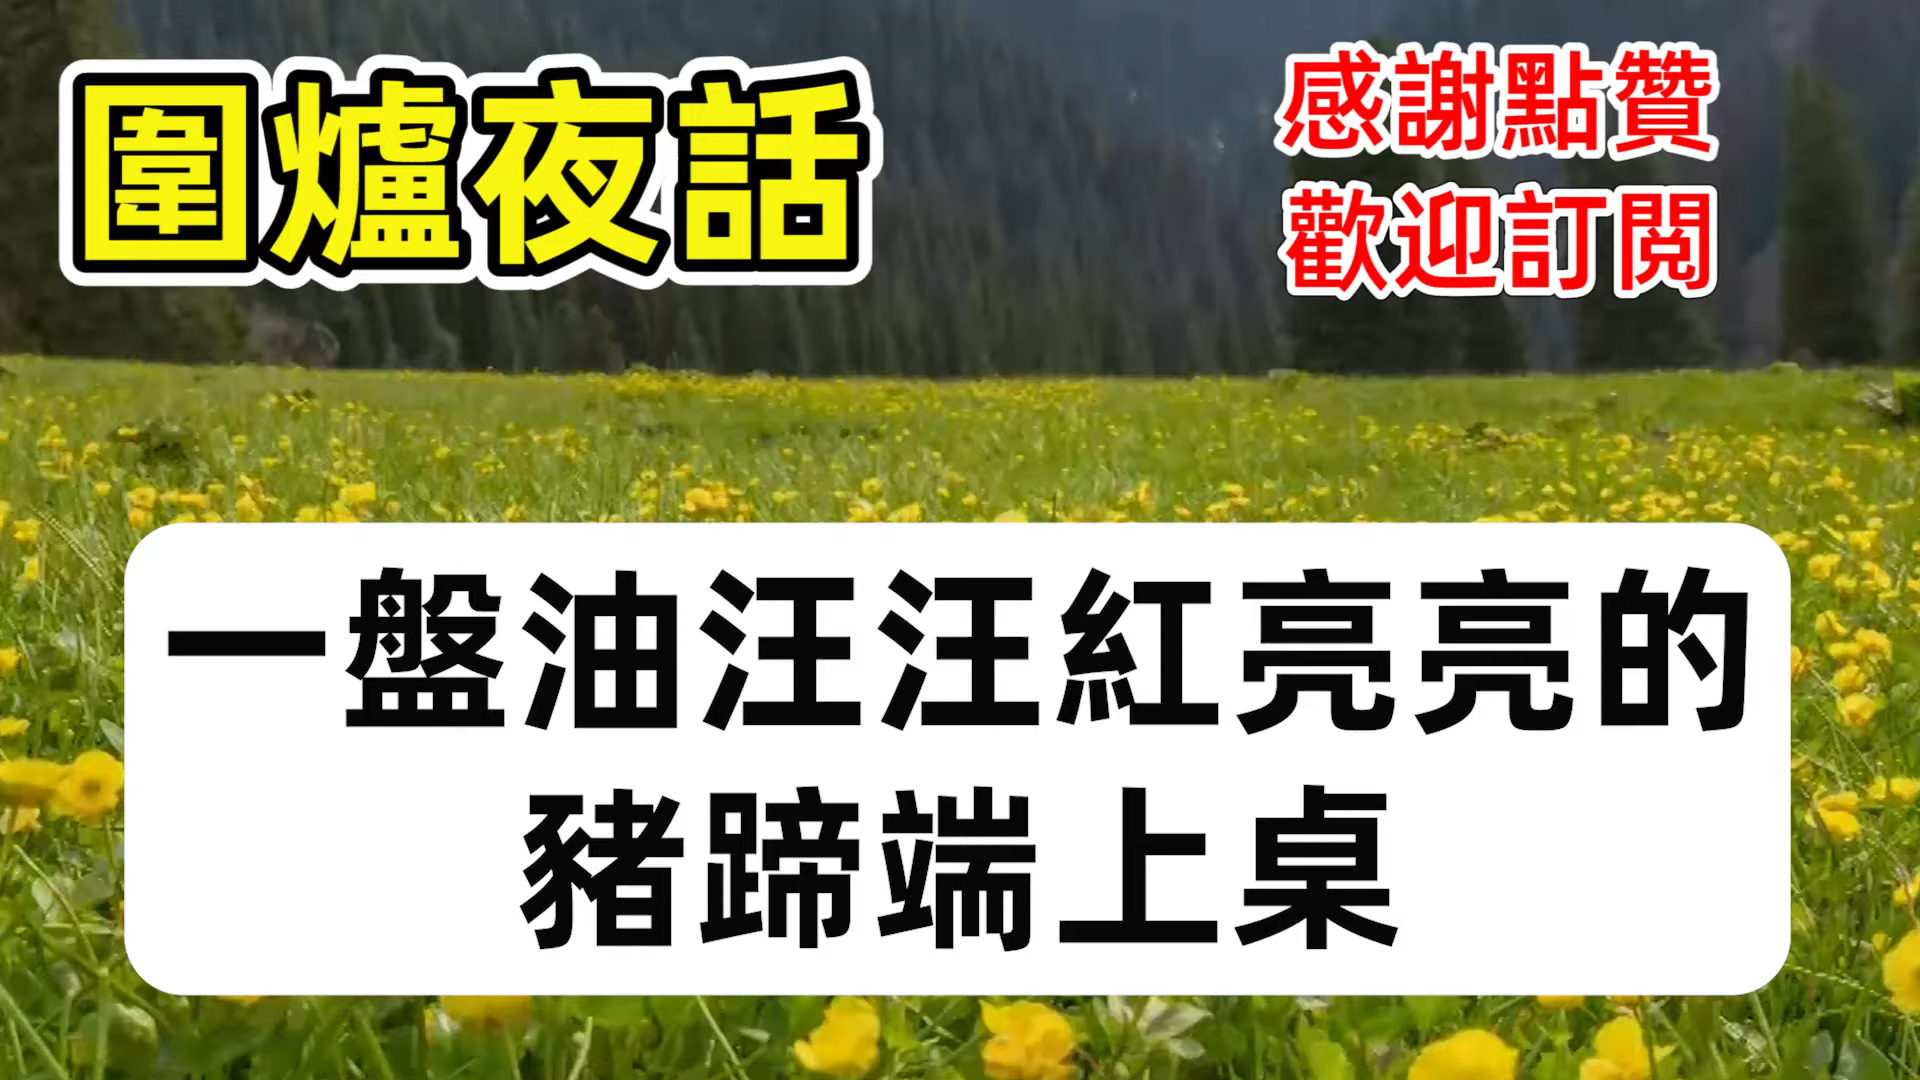 圍爐夜話
感謝點贊
歡迎訂閱
一盤油汪汪紅亮亮的
豬蹄端上桌